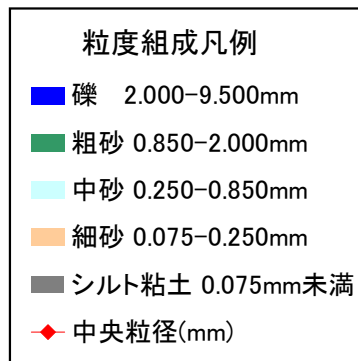 粒度組成凡例
礫　2.000-9.500mm
粗砂 0.850-2.000mm
中砂 0.250-0.850mm
細砂 0.075-0.250mm
シルト粘土 0.075mm未満
中央粒径(mm)